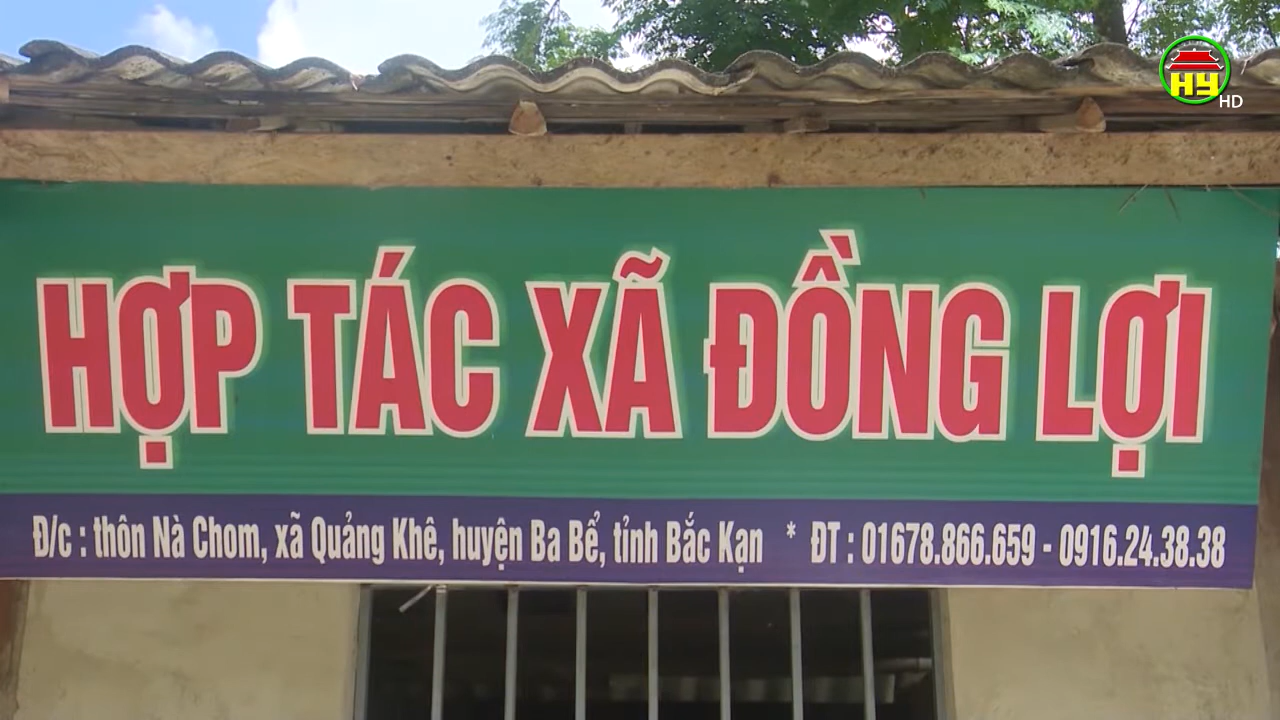 HY
HD
HỢP TÁC XÃ ĐỒNG LỢI
Đ/c : thôn Nà Chom, xã Quảng Khê, huyện Ba Bể, tỉnh Bắc Kạn * ĐT : 01678.866.659 - 0916.24.38.38